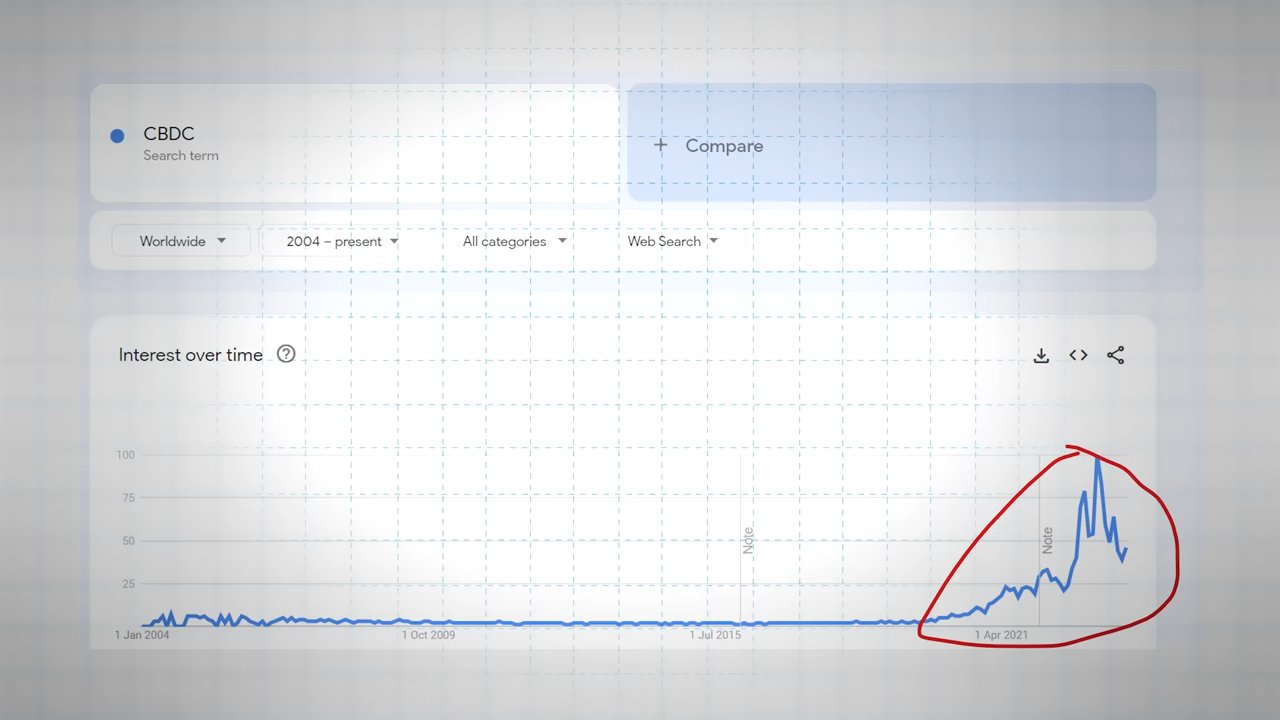 CBDC
Search term
+ Compare
Worldwide
2004 – present
All categories
Web Search
Interest over time ?
100
75
50
25
Note
Note
1 Jan 2004
1 Oct 2009
1 Jul 2015
1 Apr 2021